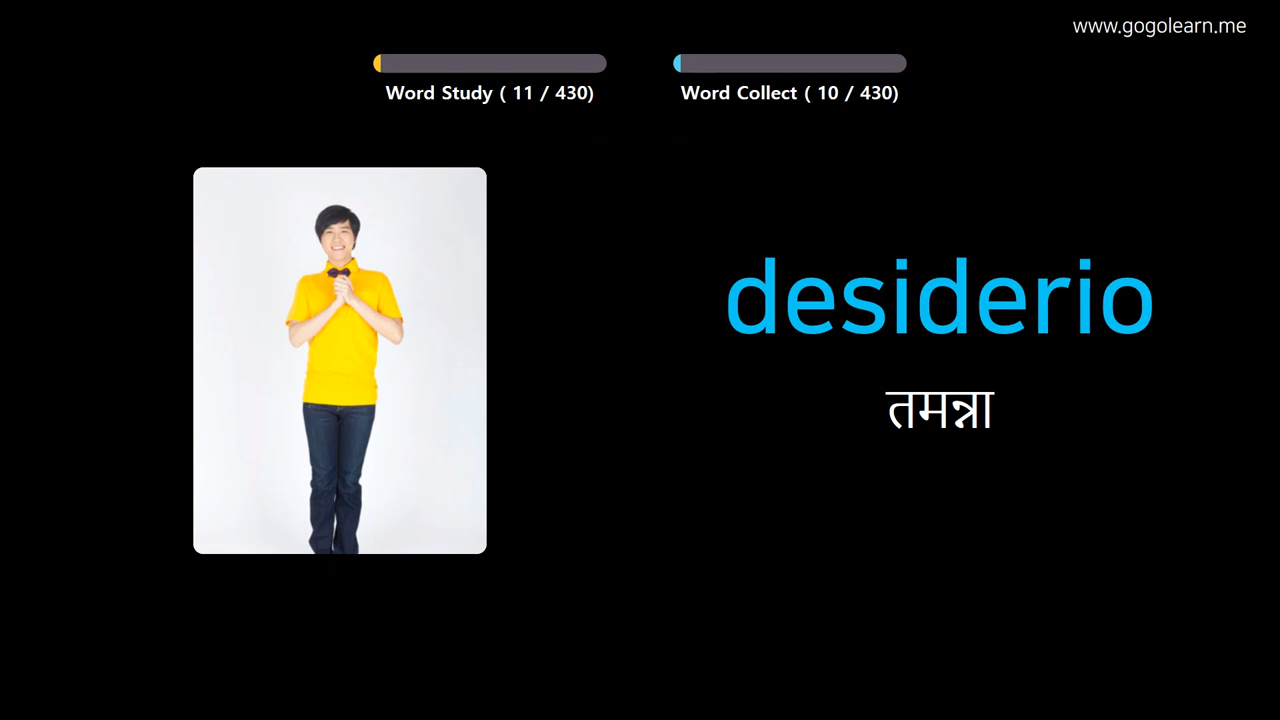 www.gogolearn.me
Word Study ( 11 / 430)
Word Collect ( 10 / 430)
desiderio
तमन्ना